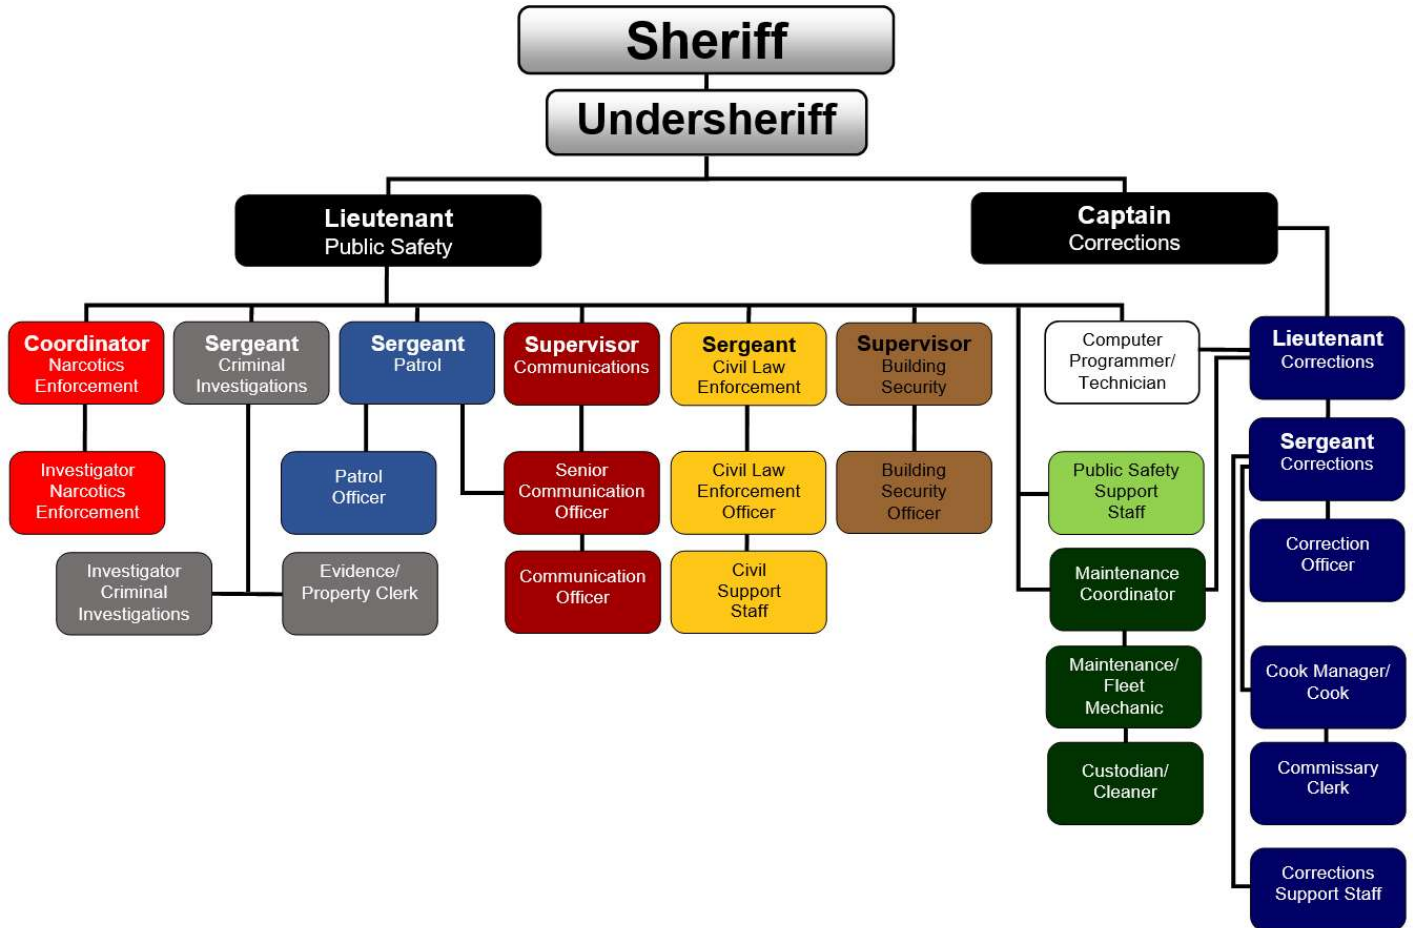 Sheriff
Undersheriff
Lieutenant
Public Safety
Captain
Corrections
Coordinator
Narcotics
Enforcement
Sergeant
Criminal
Investigations
Sergeant
Patrol
Supervisor
Communications
Sergeant
Civil Law
Enforcement
Supervisor
Building
Security
Computer
Programmer/
Technician
Lieutenant
Corrections
Investigator
Narcotics
Enforcement
Patrol
Officer
Senior
Communication
Officer
Civil Law
Enforcement
Officer
Building
Security
Officer
Public Safety
Support
Staff
Sergeant
Corrections
Investigator
Criminal
Investigations
Evidence/
Property Clerk
Communication
Officer
Civil
Support
Staff
Maintenance
Coordinator
Correction
Officer
Maintenance/
Fleet
Mechanic
Cook Manager/
Cook
Custodian/
Cleaner
Commissary
Clerk
Corrections
Support Staff